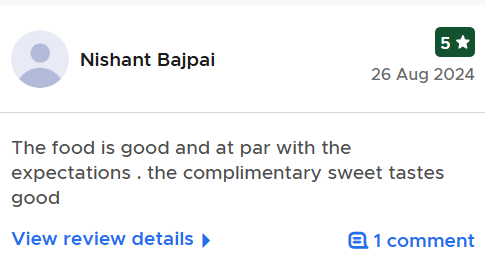 Nishant Bajpai
5 ★
26 Aug 2024
The food is good and at par with the
expectations . the complimentary sweet tastes
good
View review details
1 comment